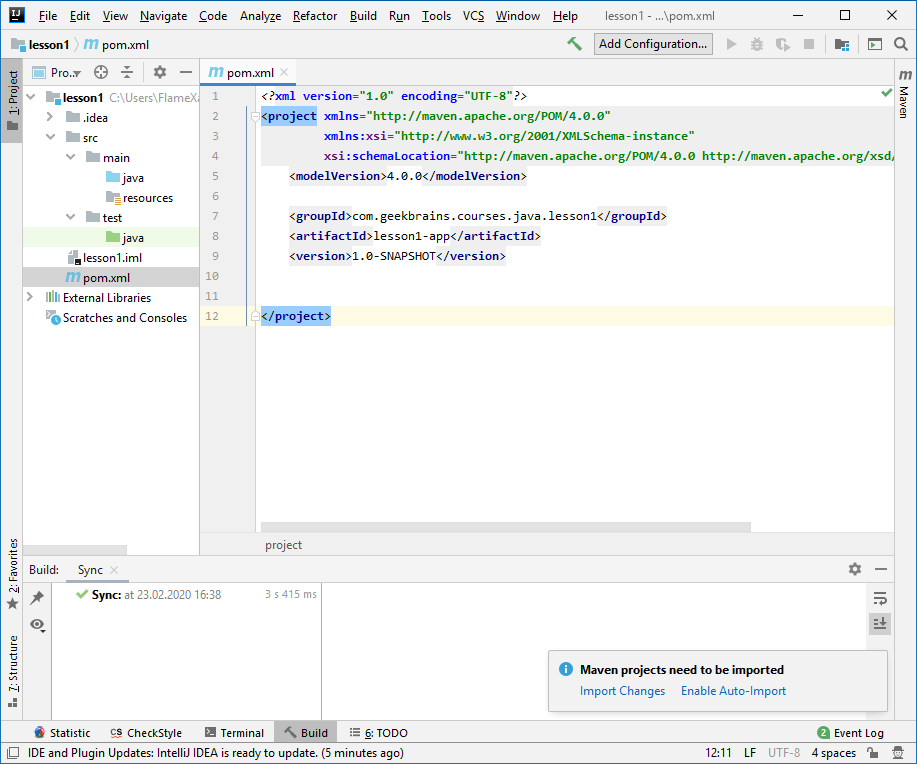 File Edit View Navigate Code Analyze Refactor Build Run Tools VCS Window Help lesson1 - ...\pom.xml
lesson1 pom.xml Add Configuration...
1: Project
Pro..
pom.xml
lesson1 C:\Users\FlameXa
.idea
src
main
java
resources
test
java
lesson1.iml
pom.xml
External Libraries
Scratches and Consoles
1 <?xml version="1.0" encoding="UTF-8"?>
2 <project xmlns="http://maven.apache.org/POM/4.0.0"
3 xmlns:xsi="http://www.w3.org/2001/XMLSchema-instance"
4 xsi:schemaLocation="http://maven.apache.org/POM/4.0.0 http://maven.apache.org/xsd/
5 <modelVersion>4.0.0</modelVersion>
6
7 <groupId>com.geekbrains.courses.java.lesson1</groupId>
8 <artifactId>lesson1-app</artifactId>
9 <version>1.0-SNAPSHOT</version>
10
11
12 </project>
project
Maven
2: Favorites
7: Structure
Build: Sync
Sync: at 23.02.2020 16:38 3 s 415 ms
Maven projects need to be imported
Import Changes Enable Auto-Import
Statistic CheckStyle Terminal Build 6: TODO 2 Event Log
IDE and Plugin Updates: IntelliJ IDEA is ready to update. (5 minutes ago) 12:11 LF UTF-8 4 spaces